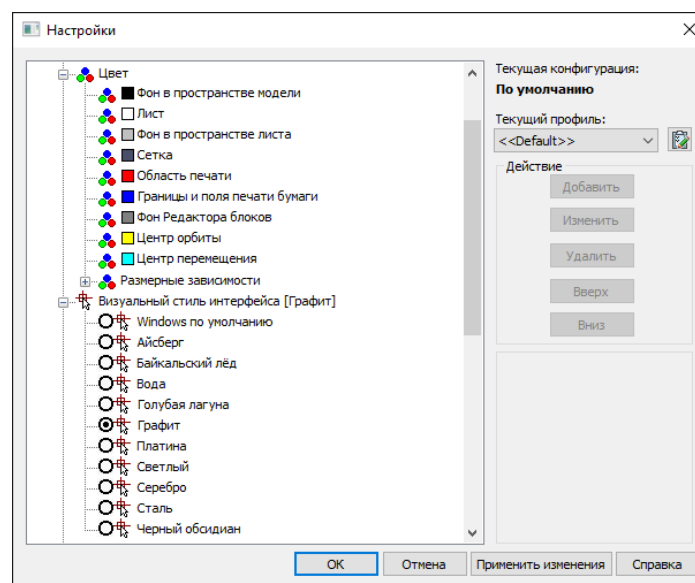 Настройки
Цвет
Фон в пространстве модели
Лист
Фон в пространстве листа
Сетка
Область печати
Границы и поля печати бумаги
Фон Редактора блоков
Центр орбиты
Центр перемещения
Размерные зависимости
Визуальный стиль интерфейса [Графит]
Windows по умолчанию
Айсберг
Байкальский лёд
Вода
Голубая лагуна
Графит
Платина
Светлый
Серебро
Сталь
Черный обсидиан
Текущая конфигурация:
По умолчанию
Текущий профиль:
<<Default>>
Действие
Добавить
Изменить
Удалить
Вверх
Вниз
ОК
Отмена
Применить изменения
Справка